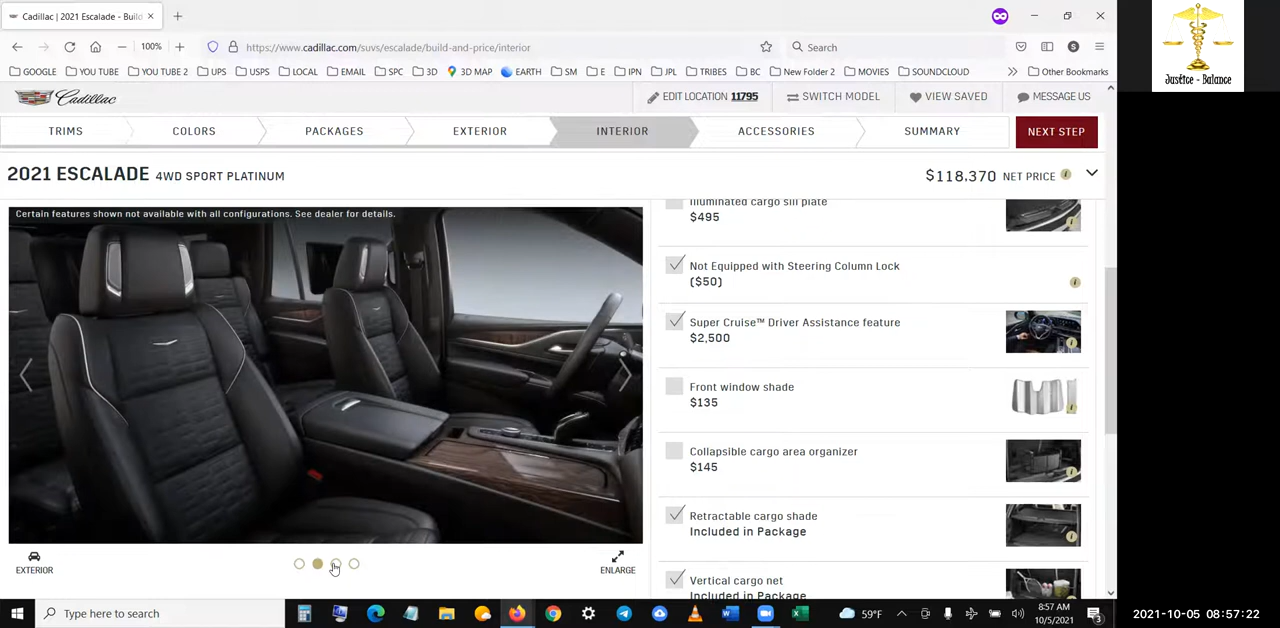 Cadillac | 2021 Escalade - Build
100%
https://www.cadillac.com/suvs/escalade/build-and-price/interior
Search
GOOGLE YOU TUBE YOU TUBE 2 UPS USPS LOCAL EMAIL SPC 3D 3D MAP EARTH SM E IPN JPL TRIBES BC New Folder 2 MOVIES SOUNDCLOUD Other Bookmarks
Cadillac
EDIT LOCATION 11795 SWITCH MODEL VIEW SAVED MESSAGE US
TRIMS COLORS PACKAGES EXTERIOR INTERIOR ACCESSORIES SUMMARY NEXT STEP
2021 ESCALADE 4WD SPORT PLATINUM
$118,370 NET PRICE
Certain features shown not available with all configurations. See dealer for details.
EXTERIOR
ENLARGE
Illuminated cargo sill plate
$495
Not Equipped with Steering Column Lock
($50)
Super Cruise™ Driver Assistance feature
$2,500
Front window shade
$135
Collapsible cargo area organizer
$145
Retractable cargo shade
Included in Package
Vertical cargo net
Included in Package
Type here to search
59°F
8:57 AM
10/5/2021
3
Justice - Balance
2021-10-05 08:57:22